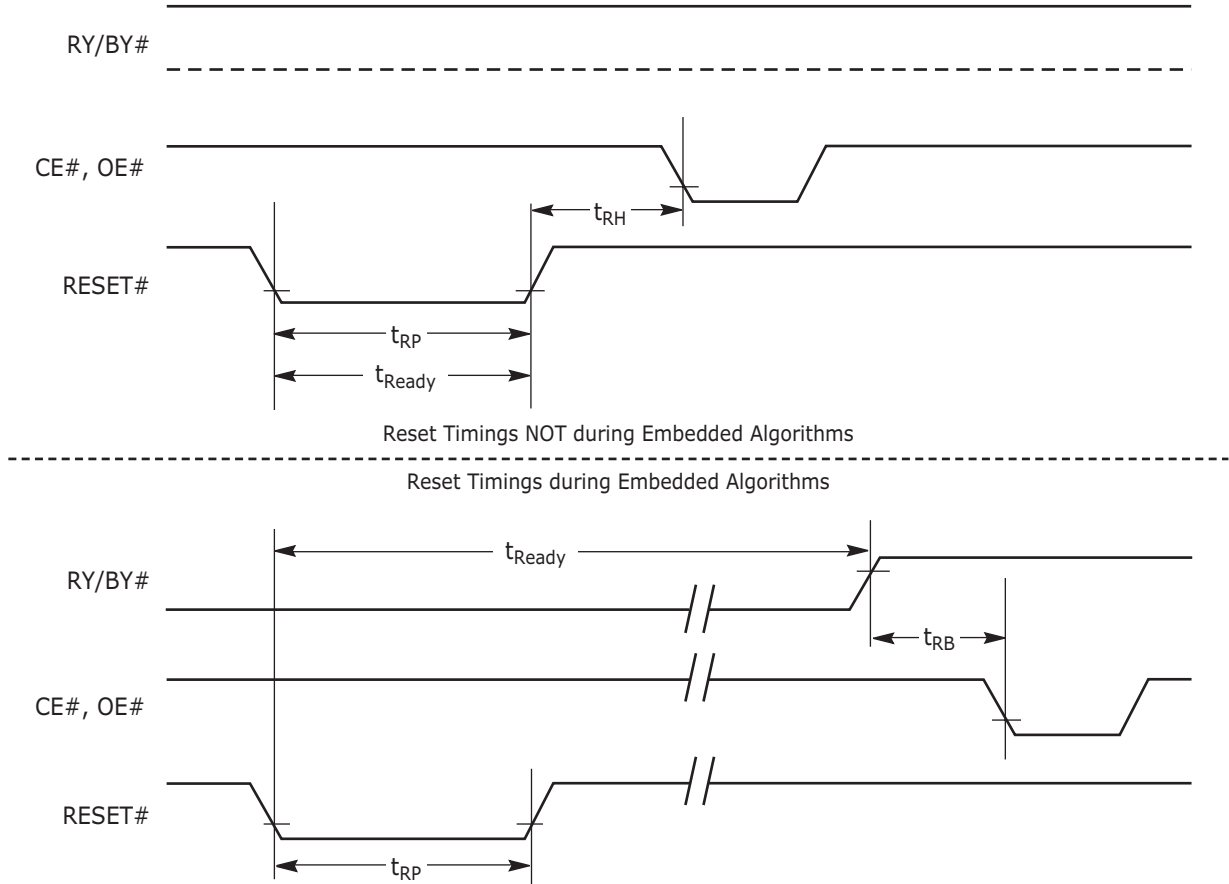 RY/BY#
CE#, OE#
tRH
RESET#
tRP
tReady
Reset Timings NOT during Embedded Algorithms
Reset Timings during Embedded Algorithms
tReady
RY/BY#
tRB
CE#, OE#
RESET#
tRP